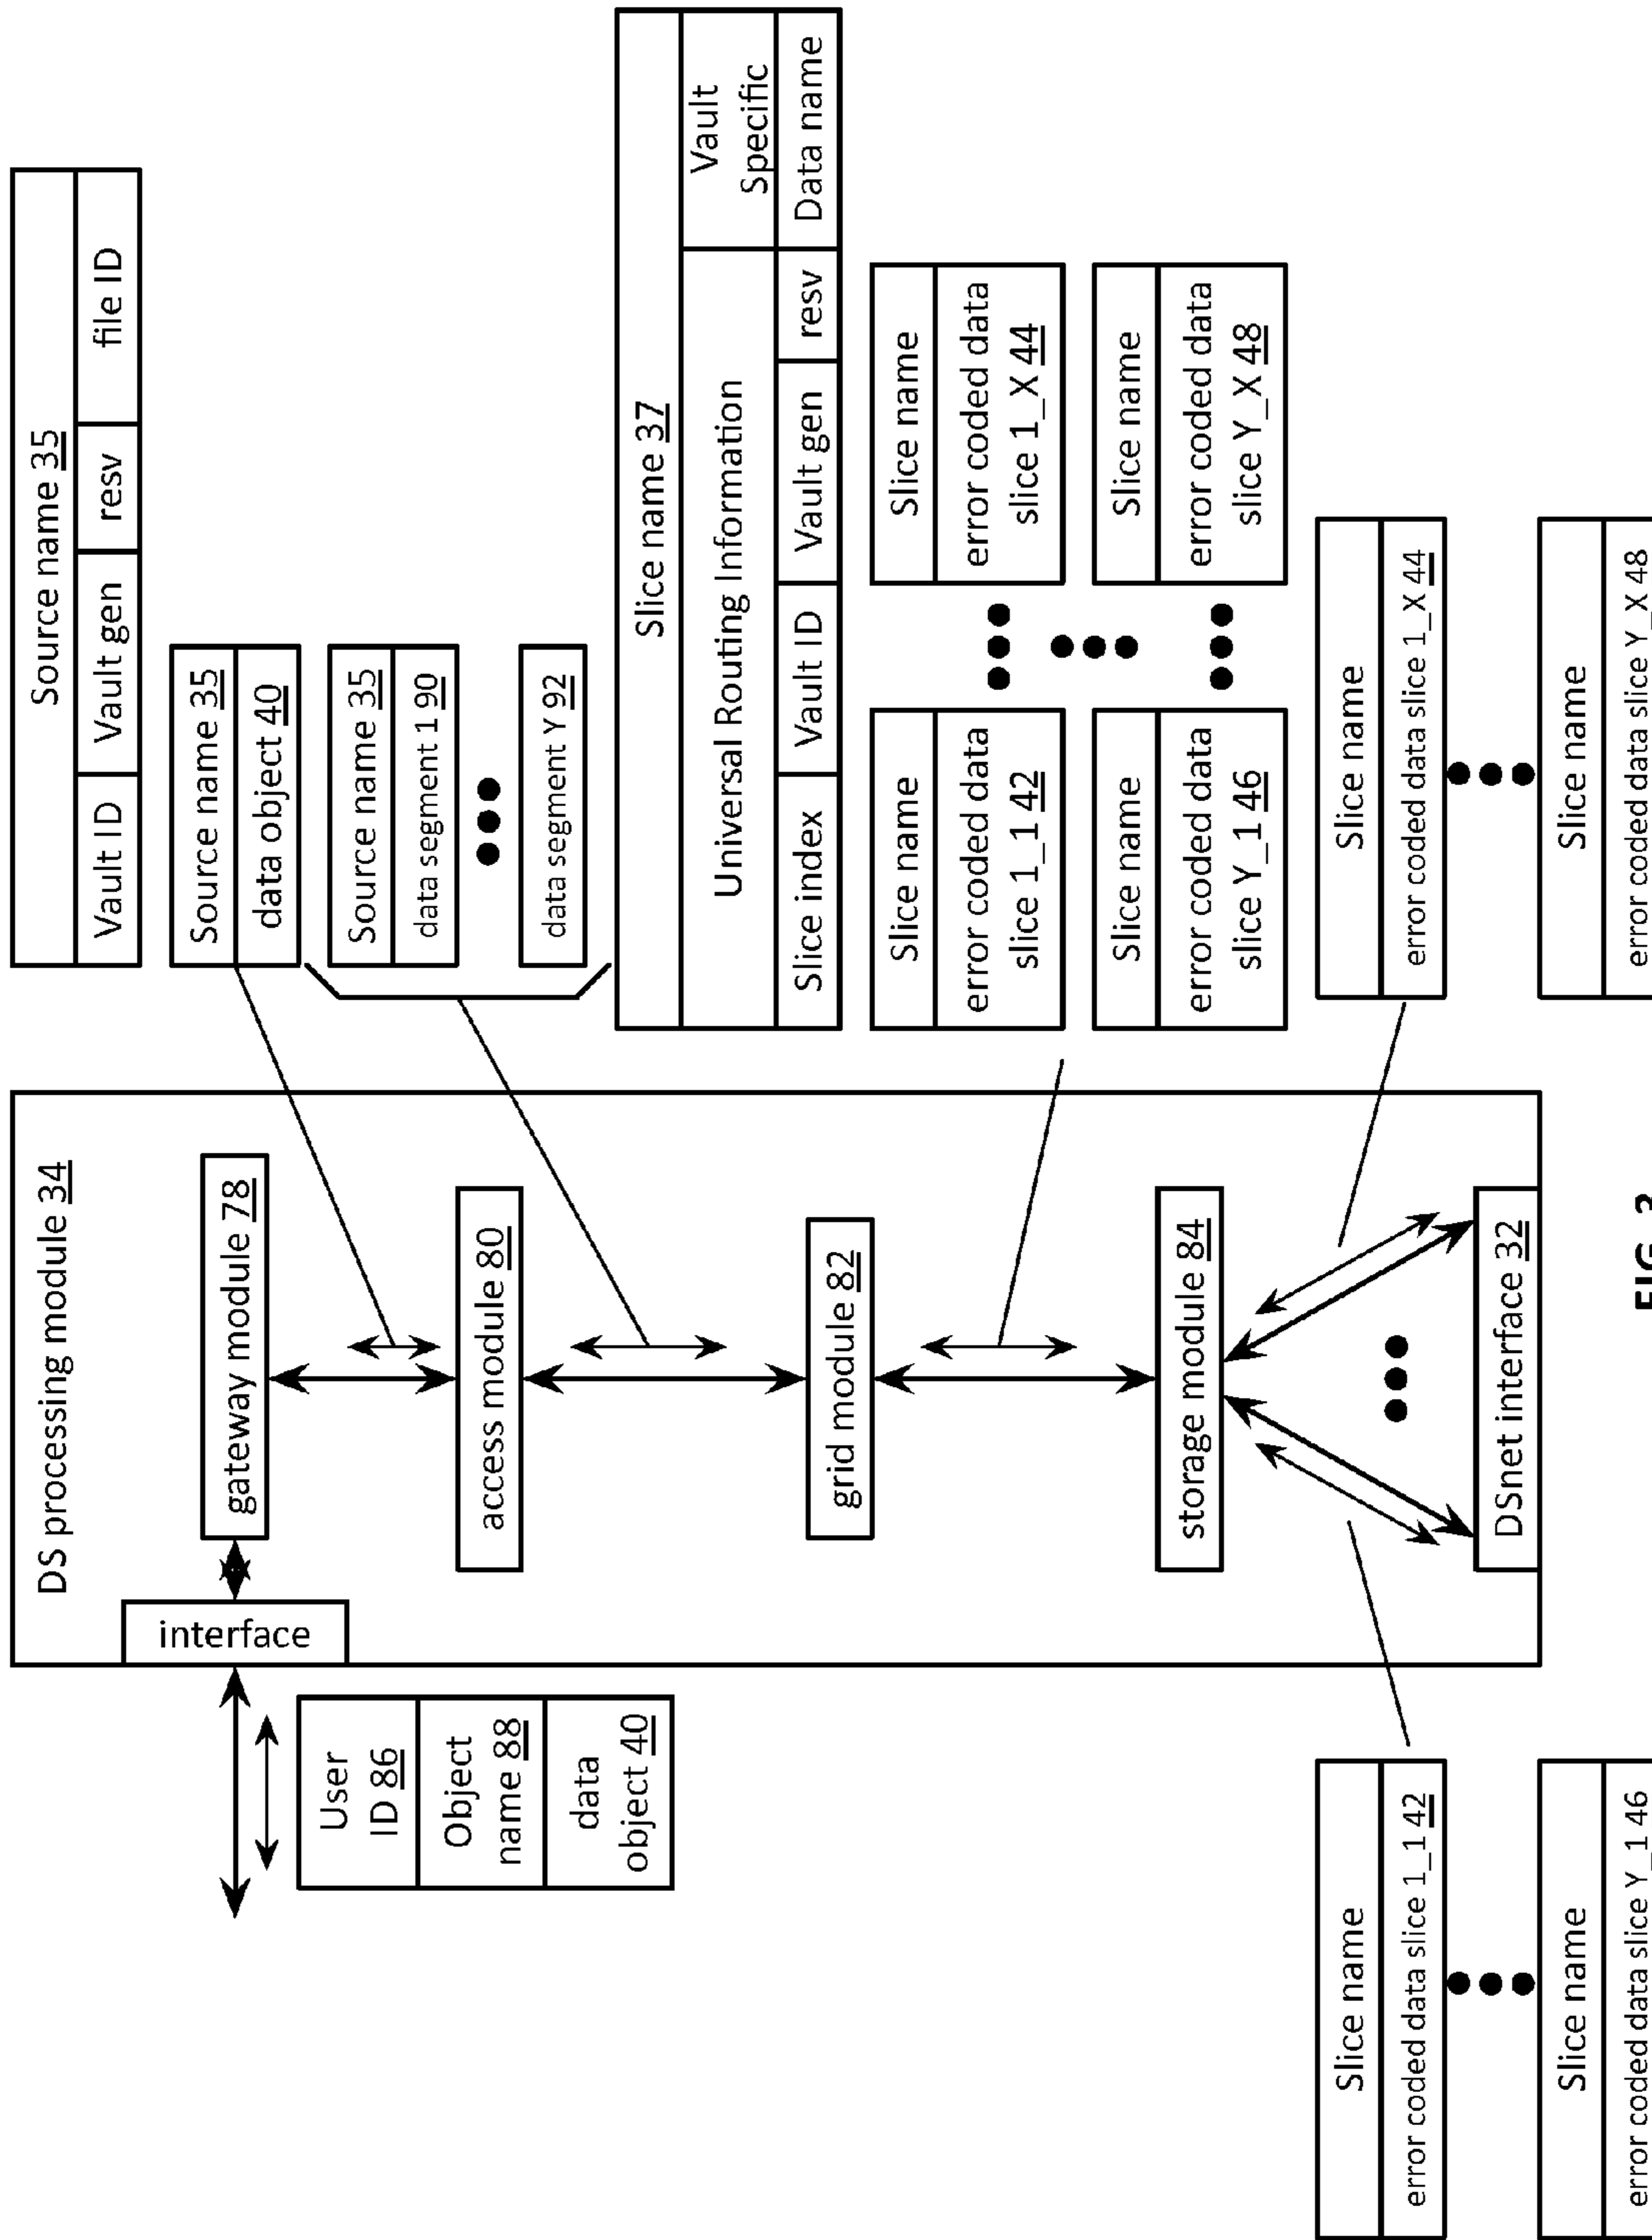 DS processing module 34
interface
gateway module 78
access module 80
grid module 82
storage module 84
DSnet interface 32
User
ID 86
Object
name 88
data
object 40
Source name 35
Vault ID
Vault gen
resv
file ID
Source name 35
data object 40
Source name 35
data segment 1 90
data segment Y 92
Slice name 37
Universal Routing Information
Vault
Specific
Slice index
Vault ID
Vault gen
resv
Data name
Slice name
error coded data
slice 1_1 42
Slice name
error coded data
slice 1_X 44
Slice name
error coded data
slice Y_1 46
Slice name
error coded data
slice Y_X 48
Slice name
error coded data slice 1_1 42
Slice name
error coded data slice Y_1 46
Slice name
error coded data slice 1_X 44
Slice name
error coded data slice Y_X 48
FIG. 3